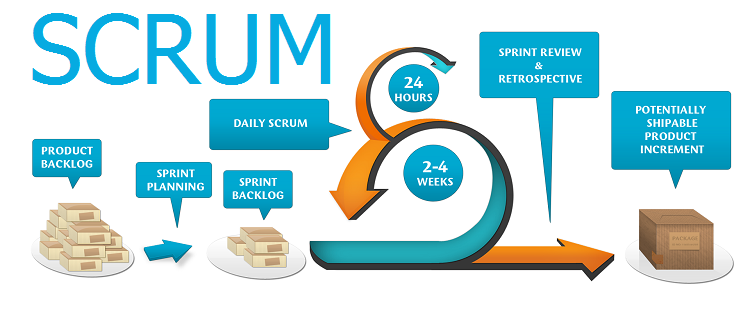 SCRUM
PRODUCT
BACKLOG
SPRINT
PLANNING
SPRINT
BACKLOG
DAILY SCRUM
24
HOURS
2-4
WEEKS
SPRINT REVIEW
&
RETROSPECTIVE
POTENTIALLY
SHIPABLE
PRODUCT
INCREMENT
PACKAGE